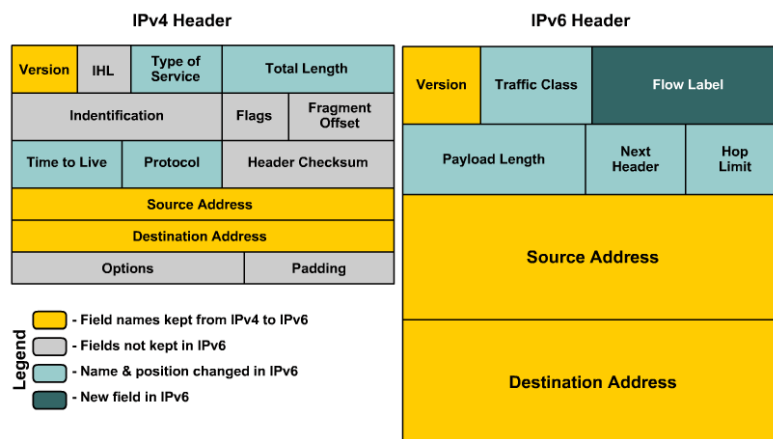 IPv4 Header
Version
IHL
Type of
Service
Total Length
Indentification
Flags
Fragment
Offset
Time to Live
Protocol
Header Checksum
Source Address
Destination Address
Options
Padding
Legend
- Field names kept from IPv4 to IPv6
- Fields not kept in IPv6
- Name & position changed in IPv6
- New field in IPv6
IPv6 Header
Version
Traffic Class
Flow Label
Payload Length
Next
Header
Hop
Limit
Source Address
Destination Address